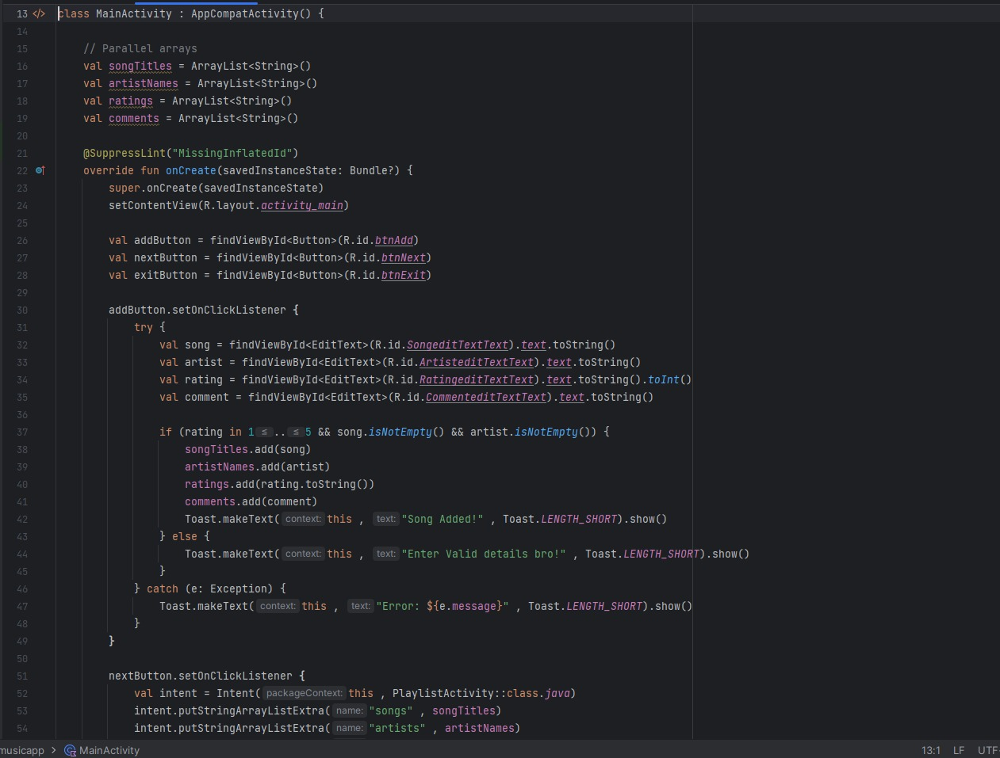 13 </> class MainActivity : AppCompatActivity() {
14
15 // Parallel arrays
16 val songTitles = ArrayList<String>()
17 val artistNames = ArrayList<String>()
18 val ratings = ArrayList<String>()
19 val comments = ArrayList<String>()
20
21 @SuppressLint("MissingInflatedId")
22 override fun onCreate(savedInstanceState: Bundle?) {
23 super.onCreate(savedInstanceState)
24 setContentView(R.layout.activity_main)
25
26 val addButton = findViewById<Button>(R.id.btnAdd)
27 val nextButton = findViewById<Button>(R.id.btnNext)
28 val exitButton = findViewById<Button>(R.id.btnExit)
29
30 addButton.setOnClickListener {
31 try {
32 val song = findViewById<EditText>(R.id.SongeditTextText).text.toString()
33 val artist = findViewById<EditText>(R.id.ArtisteditTextText).text.toString()
34 val rating = findViewById<EditText>(R.id.RatingeditTextText).text.toString().toInt()
35 val comment = findViewById<EditText>(R.id.CommenteditTextText).text.toString()
36
37 if (rating in 1 ≤ .. ≤ 5 && song.isNotEmpty() && artist.isNotEmpty()) {
38 songTitles.add(song)
39 artistNames.add(artist)
40 ratings.add(rating.toString())
41 comments.add(comment)
42 Toast.makeText( context: this , text: "Song Added!" , Toast.LENGTH_SHORT).show()
43 } else {
44 Toast.makeText( context: this , text: "Enter Valid details bro!" , Toast.LENGTH_SHORT).show()
45 }
46 } catch (e: Exception) {
47 Toast.makeText( context: this , text: "Error: ${e.message}" , Toast.LENGTH_SHORT).show()
48 }
49 }
50
51 nextButton.setOnClickListener {
52 val intent = Intent( packageContext: this , PlaylistActivity::class.java)
53 intent.putStringArrayListExtra( name: "songs" , songTitles)
54 intent.putStringArrayListExtra( name: "artists" , artistNames)
musicapp > MainActivity 13:1 LF UTF